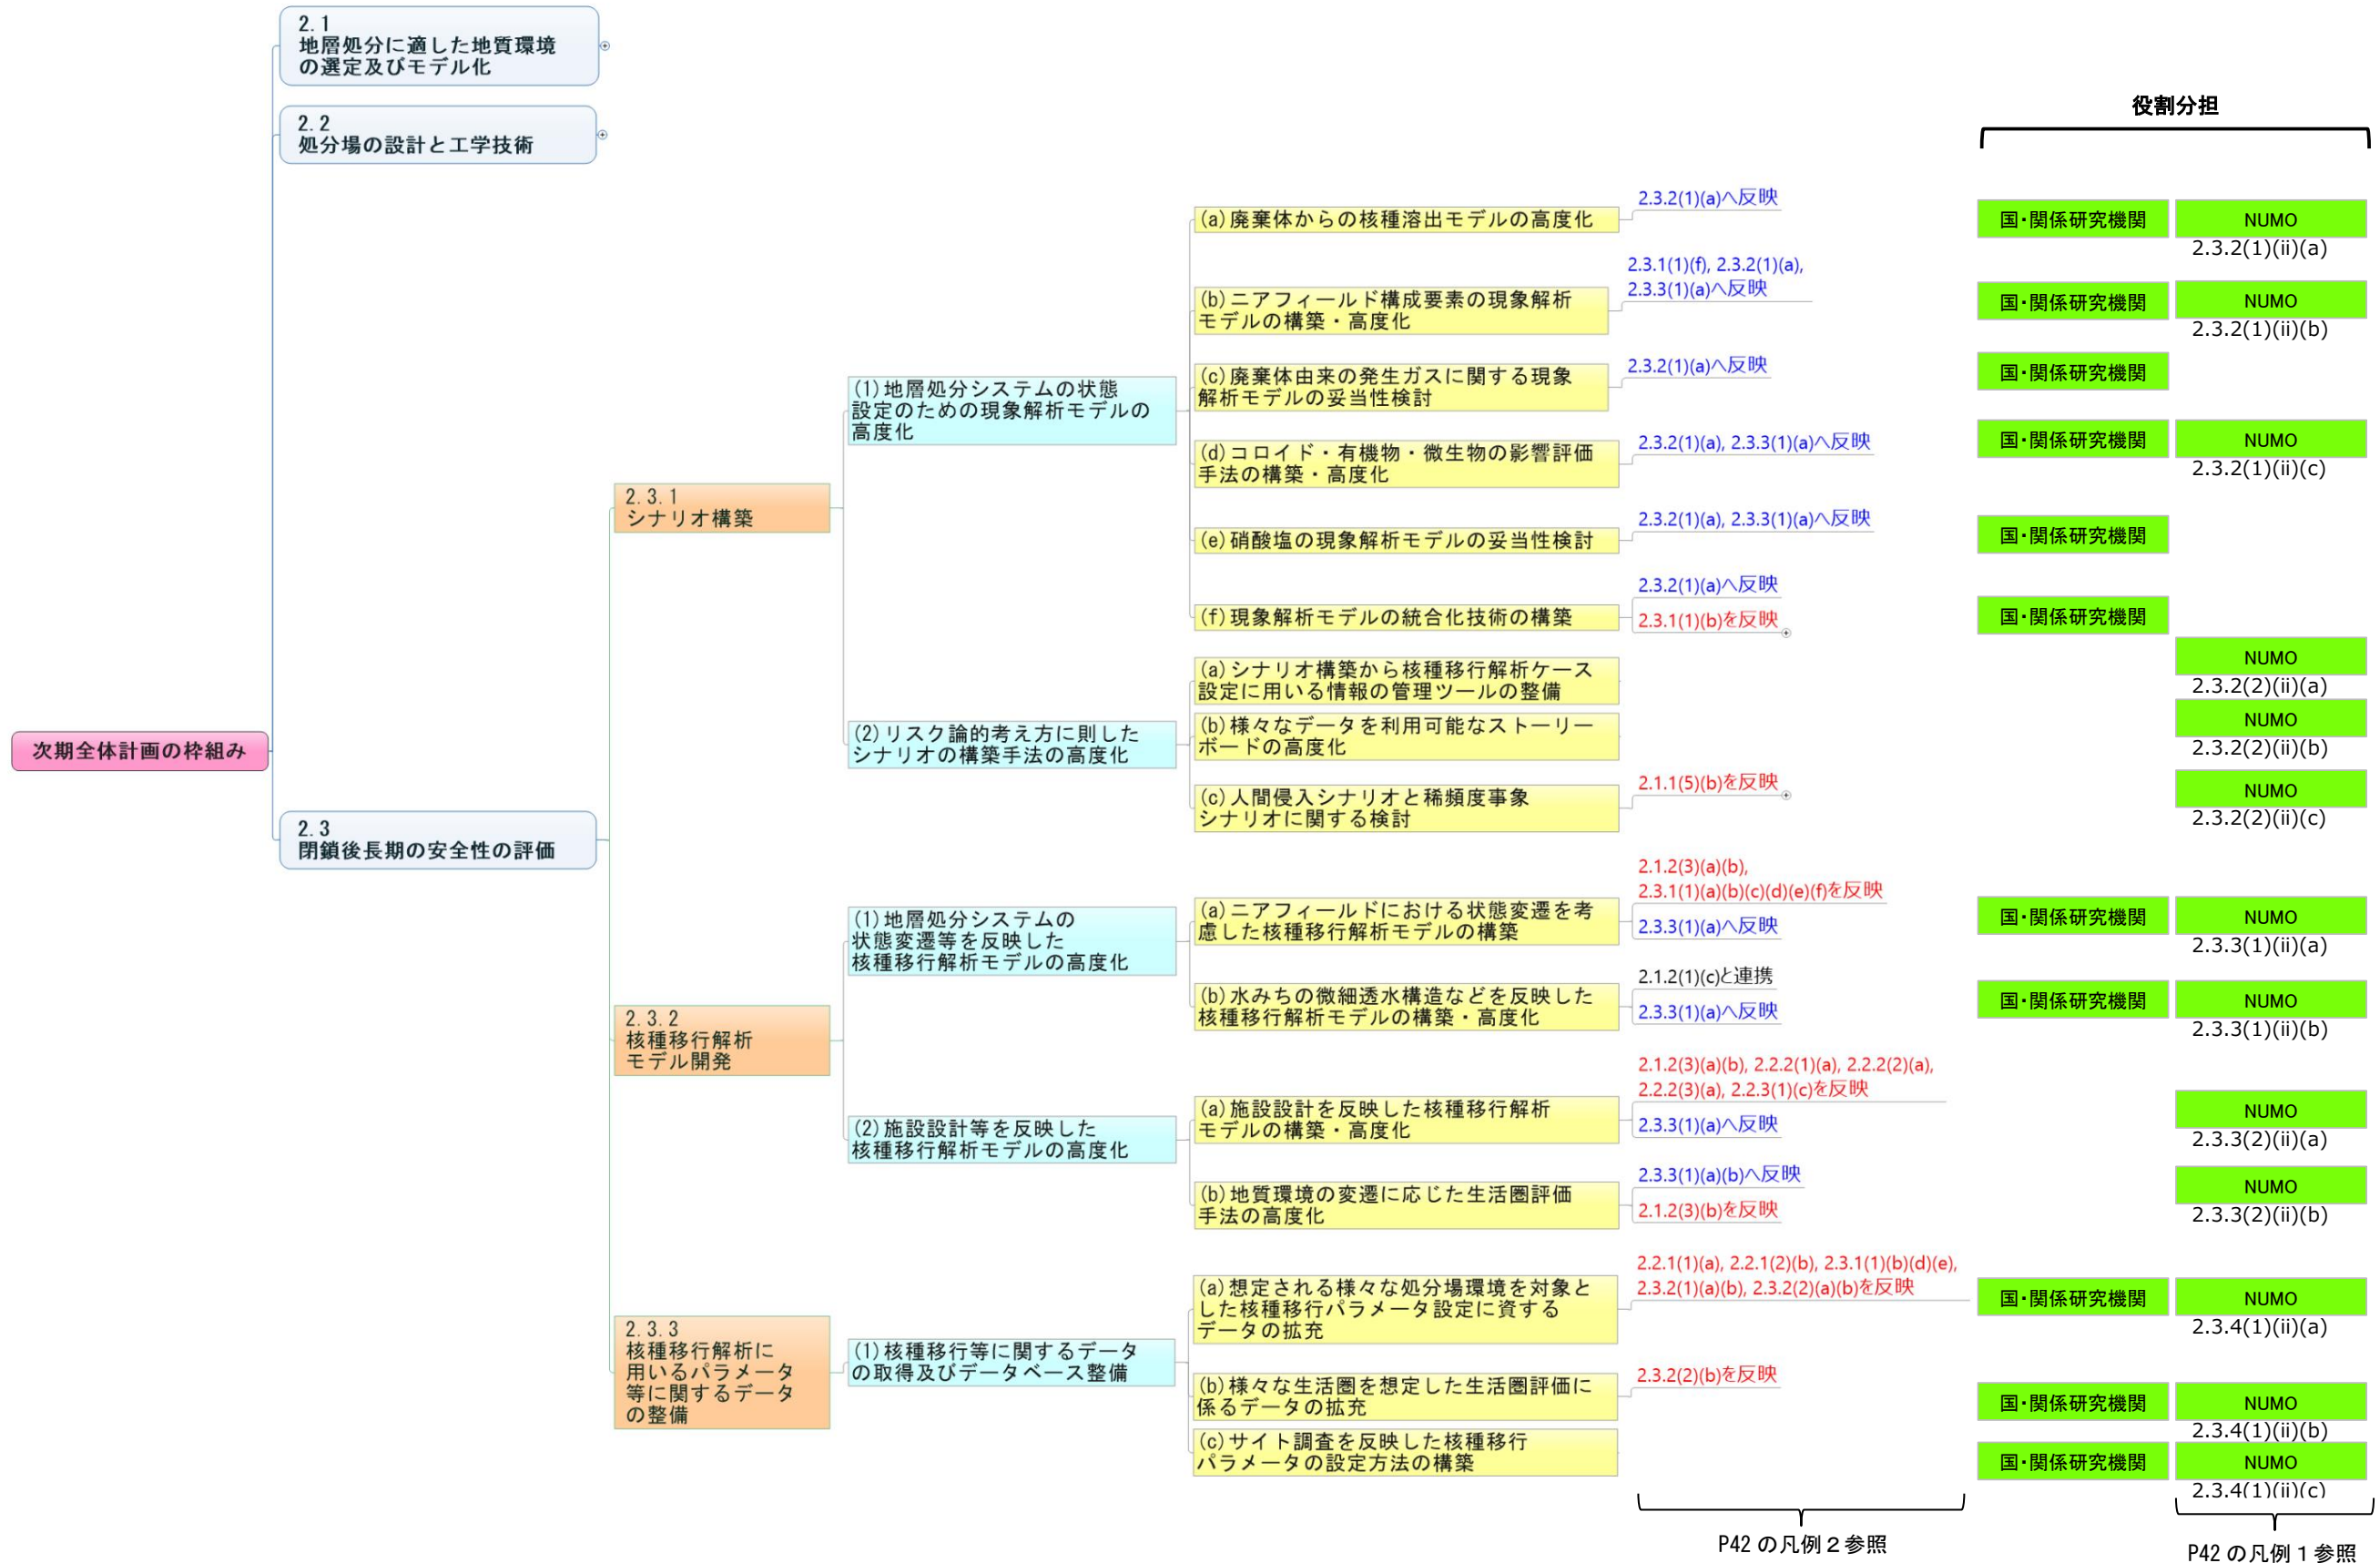 2.1
地層処分に適した地質環境
の選定及びモデル化
2.2
処分場の設計と工学技術
役割分担
次期全体計画の枠組み
2.3
閉鎖後長期の安全性の評価
2.3.1
シナリオ構築
(1)地層処分システムの状態
設定のための現象解析モデルの
高度化
(a)廃棄体からの核種溶出モデルの高度化
2.3.2(1)(a)へ反映
国・関係研究機関
NUMO
2.3.2(1)(ii)(a)
(b)ニアフィールド構成要素の現象解析
モデルの構築・高度化
2.3.1(1)(f), 2.3.2(1)(a),
2.3.3(1)(a)へ反映
国・関係研究機関
NUMO
2.3.2(1)(ii)(b)
(c)廃棄体由来の発生ガスに関する現象
解析モデルの妥当性検討
2.3.2(1)(a)へ反映
国・関係研究機関
(d)コロイド・有機物・微生物の影響評価
手法の構築・高度化
2.3.2(1)(a), 2.3.3(1)(a)へ反映
国・関係研究機関
NUMO
2.3.2(1)(ii)(c)
(e)硝酸塩の現象解析モデルの妥当性検討
2.3.2(1)(a), 2.3.3(1)(a)へ反映
国・関係研究機関
(f)現象解析モデルの統合化技術の構築
2.3.2(1)(a)へ反映
2.3.1(1)(b)を反映
国・関係研究機関
(2)リスク論的考え方に則した
シナリオの構築手法の高度化
(a)シナリオ構築から核種移行解析ケース
設定に用いる情報の管理ツールの整備
NUMO
2.3.2(2)(ii)(a)
(b)様々なデータを利用可能なストーリー
ボードの高度化
NUMO
2.3.2(2)(ii)(b)
(c)人間侵入シナリオと稀頻度事象
シナリオに関する検討
2.1.1(5)(b)を反映
NUMO
2.3.2(2)(ii)(c)
2.3.2
核種移行解析
モデル開発
(1)地層処分システムの
状態変遷等を反映した
核種移行解析モデルの高度化
(a)ニアフィールドにおける状態変遷を考
慮した核種移行解析モデルの構築
2.1.2(3)(a)(b),
2.3.1(1)(a)(b)(c)(d)(e)(f)を反映
2.3.3(1)(a)へ反映
国・関係研究機関
NUMO
2.3.3(1)(ii)(a)
(b)水みちの微細透水構造などを反映した
核種移行解析モデルの構築・高度化
2.1.2(1)(c)と連携
2.3.3(1)(a)へ反映
国・関係研究機関
NUMO
2.3.3(1)(ii)(b)
(2)施設設計等を反映した
核種移行解析モデルの高度化
(a)施設設計を反映した核種移行解析
モデルの構築・高度化
2.1.2(3)(a)(b), 2.2.2(1)(a), 2.2.2(2)(a),
2.2.2(3)(a), 2.2.3(1)(c)を反映
2.3.3(1)(a)へ反映
NUMO
2.3.3(2)(ii)(a)
(b)地質環境の変遷に応じた生活圏評価
手法の高度化
2.3.3(1)(a)(b)へ反映
2.1.2(3)(b)を反映
NUMO
2.3.3(2)(ii)(b)
2.3.3
核種移行解析に
用いるパラメータ
等に関するデータ
の整備
(1)核種移行等に関するデータ
の取得及びデータベース整備
(a)想定される様々な処分場環境を対象と
した核種移行パラメータ設定に資する
データの拡充
2.2.1(1)(a), 2.2.1(2)(b), 2.3.1(1)(b)(d)(e),
2.3.2(1)(a)(b), 2.3.2(2)(a)(b)を反映
国・関係研究機関
NUMO
2.3.4(1)(ii)(a)
(b)様々な生活圏を想定した生活圏評価に
係るデータの拡充
2.3.2(2)(b)を反映
国・関係研究機関
NUMO
2.3.4(1)(ii)(b)
(c)サイト調査を反映した核種移行
パラメータの設定方法の構築
国・関係研究機関
NUMO
2.3.4(1)(ii)(c)
P42 の凡例２参照
P42 の凡例１参照